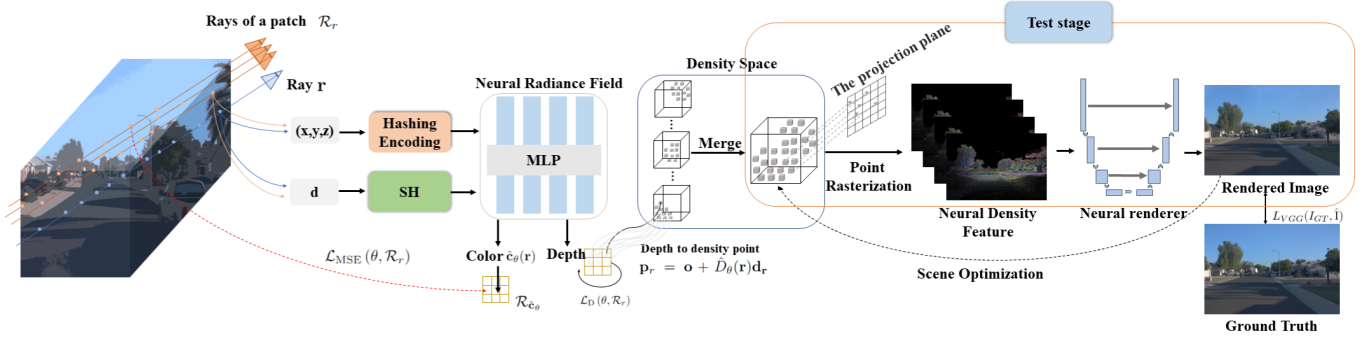 Rays of a patch $\mathcal{R}_r$
Ray r
(x,y,z)
Hashing
Encoding
d
SH
Neural Radiance Field
MLP
$\mathcal{L}_{\mathrm{MSE}}(\theta, \mathcal{R}_r)$
Color $\hat{\mathbf{c}}_\theta(\mathbf{r})$
Depth
$\mathcal{R}_{\hat{\mathbf{c}}_\theta}$
$\mathcal{L}_{\mathrm{D}}(\theta, \mathcal{R}_r)$
Depth to density point
$\mathbf{p}_r = \mathbf{o} + \hat{D}_\theta(\mathbf{r})\mathbf{d}_\mathbf{r}$
Density Space
Merge
The projection plane
Test stage
Point
Rasterization
Neural Density
Feature
Neural renderer
Rendered Image
$L_{VGG}(I_{GT}, \hat{\mathbf{I}})$
Scene Optimization
Ground Truth